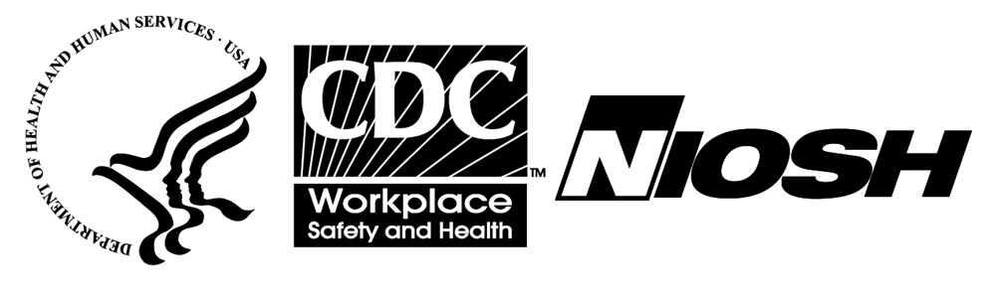 DEPARTMENT OF HEALTH AND HUMAN SERVICES · USA
CDC
TM
Workplace
Safety and Health
NIOSH